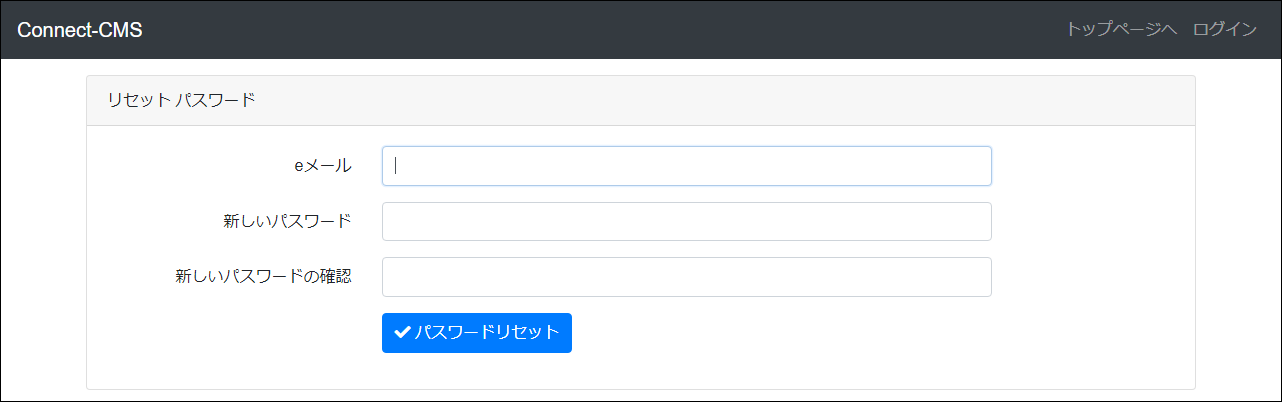 Connect-CMS トップページへ ログイン
リセット パスワード
eメール
新しいパスワード
新しいパスワードの確認
パスワードリセット